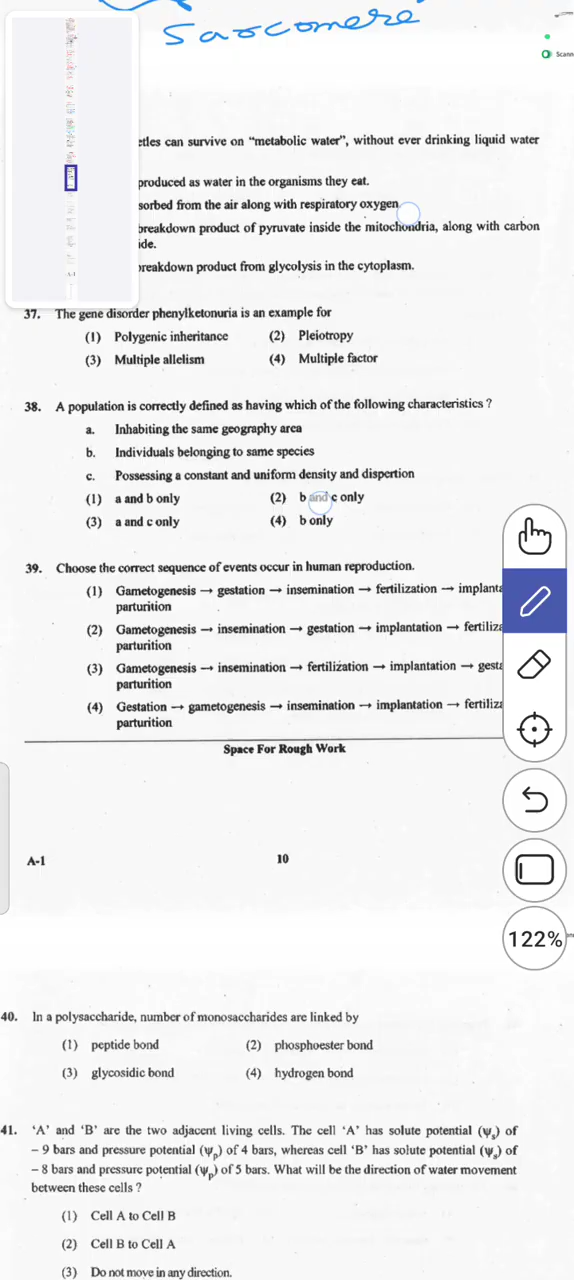 Sarcomere
Scann
etles can survive on “metabolic water”, without ever drinking liquid water
produced as water in the organisms they eat.
sorbed from the air along with respiratory oxygen
breakdown product of pyruvate inside the mitochondria, along with carbon
ide.
breakdown product from glycolysis in the cytoplasm.
37. The gene disorder phenylketonuria is an example for
(1) Polygenic inheritance (2) Pleiotropy
(3) Multiple allelism (4) Multiple factor
38. A population is correctly defined as having which of the following characteristics ?
a. Inhabiting the same geography area
b. Individuals belonging to same species
c. Possessing a constant and uniform density and dispertion
(1) a and b only (2) b and c only
(3) a and c only (4) b only
39. Choose the correct sequence of events occur in human reproduction.
(1) Gametogenesis → gestation → insemination → fertilization → implanta
parturition
(2) Gametogenesis → insemination → gestation → implantation → fertiliza
parturition
(3) Gametogenesis → insemination → fertilization → implantation → gesta
parturition
(4) Gestation → gametogenesis → insemination → implantation → fertiliza
parturition
Space For Rough Work
A-1 10
122%
40. In a polysaccharide, number of monosaccharides are linked by
(1) peptide bond (2) phosphoester bond
(3) glycosidic bond (4) hydrogen bond
41. ‘A’ and ‘B’ are the two adjacent living cells. The cell ‘A’ has solute potential (ψs) of
– 9 bars and pressure potential (ψp) of 4 bars, whereas cell ‘B’ has solute potential (ψs) of
– 8 bars and pressure potential (ψp) of 5 bars. What will be the direction of water movement
between these cells ?
(1) Cell A to Cell B
(2) Cell B to Cell A
(3) Do not move in any direction.